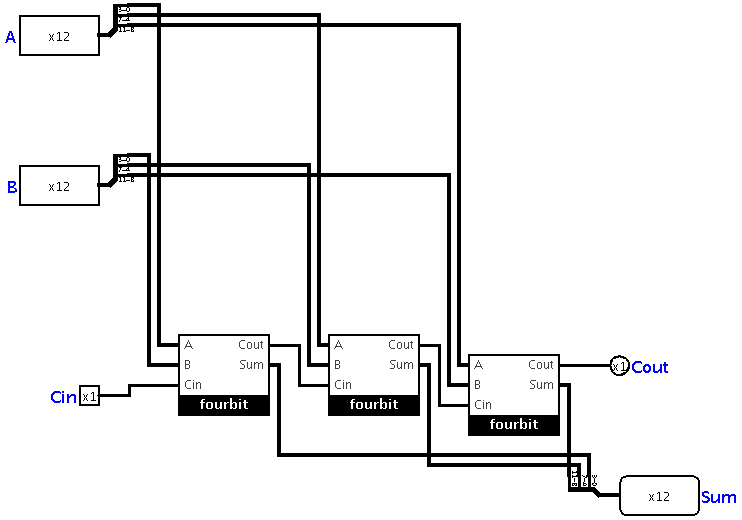 3-0
7-4
11-8
A
x12
3-0
7-4
11-8
B
x12
A
Cout
B
Sum
Cin
fourbit
A
Cout
B
Sum
Cin
fourbit
A
Cout
B
Sum
Cin
fourbit
Cin
x1
x1
Cout
x12
Sum